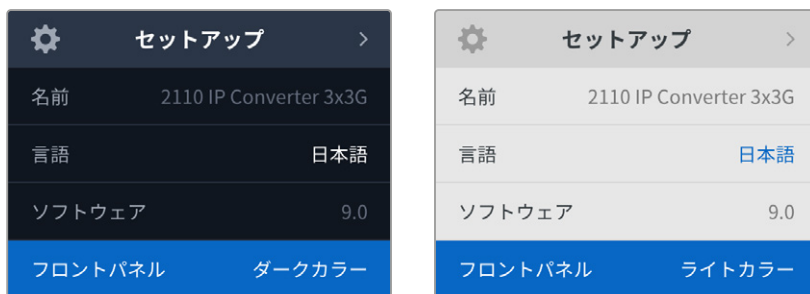 セットアップ
名前 2110 IP Converter 3x3G
言語 日本語
ソフトウェア 9.0
フロントパネル ダークカラー
セットアップ
名前 2110 IP Converter 3x3G
言語 日本語
ソフトウェア 9.0
フロントパネル ライトカラー